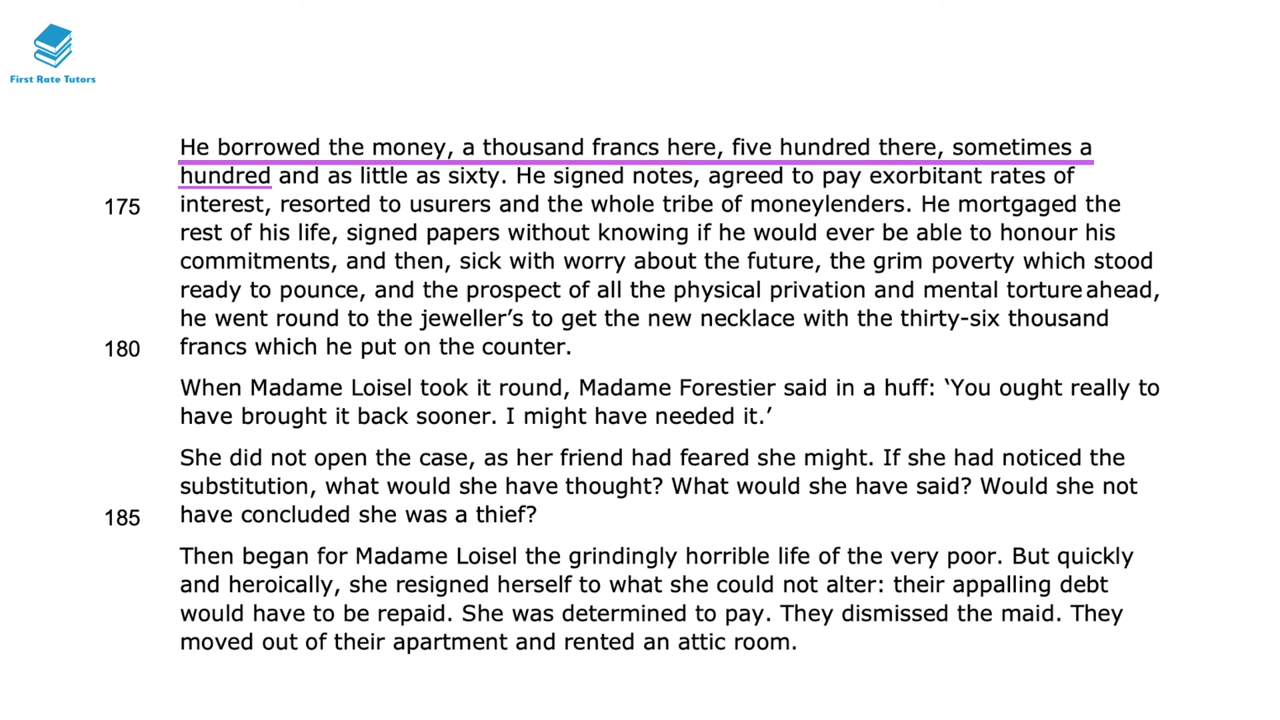 First Rate Tutors
He borrowed the money, a thousand francs here, five hundred there, sometimes a
hundred and as little as sixty. He signed notes, agreed to pay exorbitant rates of
175 interest, resorted to usurers and the whole tribe of moneylenders. He mortgaged the
rest of his life, signed papers without knowing if he would ever be able to honour his
commitments, and then, sick with worry about the future, the grim poverty which stood
ready to pounce, and the prospect of all the physical privation and mental torture ahead,
he went round to the jeweller's to get the new necklace with the thirty-six thousand
180 francs which he put on the counter.
When Madame Loisel took it round, Madame Forestier said in a huff: ‘You ought really to
have brought it back sooner. I might have needed it.’
She did not open the case, as her friend had feared she might. If she had noticed the
substitution, what would she have thought? What would she have said? Would she not
185 have concluded she was a thief?
Then began for Madame Loisel the grindingly horrible life of the very poor. But quickly
and heroically, she resigned herself to what she could not alter: their appalling debt
would have to be repaid. She was determined to pay. They dismissed the maid. They
moved out of their apartment and rented an attic room.